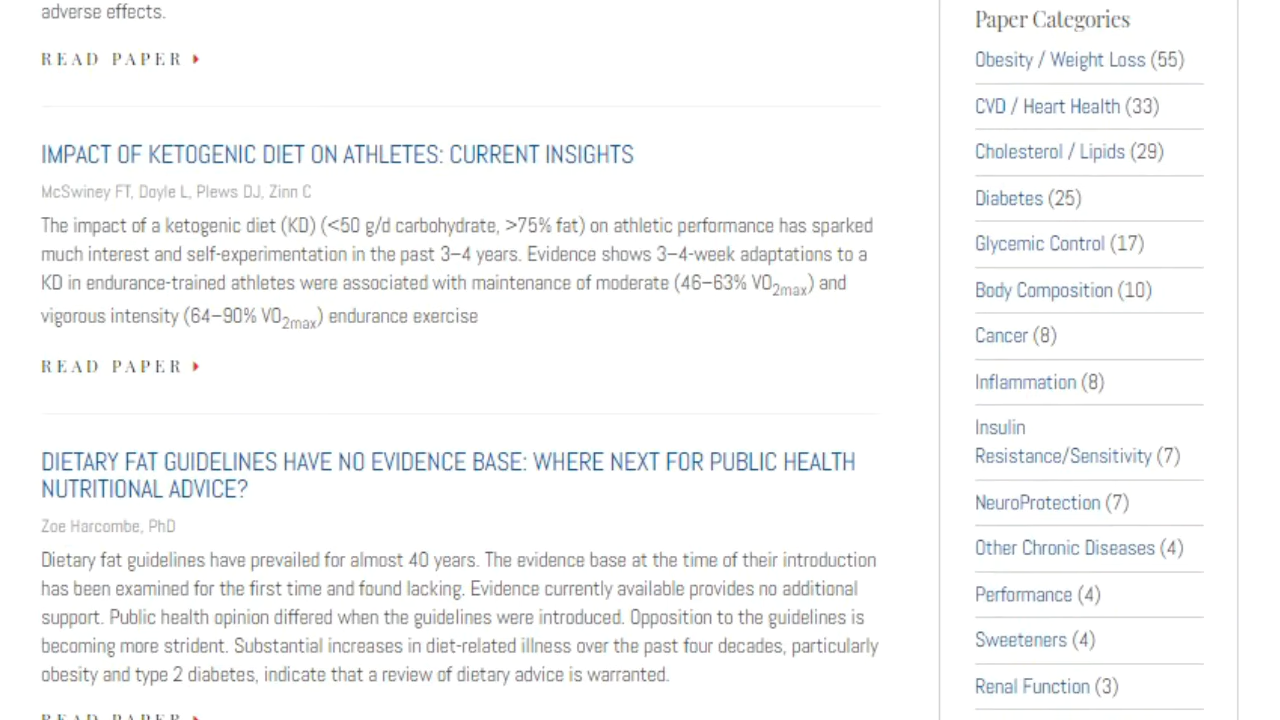 adverse effects.
READ PAPER
IMPACT OF KETOGENIC DIET ON ATHLETES: CURRENT INSIGHTS
McSwiney FT, Doyle L, Plews DJ, Zinn C
The impact of a ketogenic diet (KD) (<50 g/d carbohydrate, >75% fat) on athletic performance has sparked
much interest and self-experimentation in the past 3–4 years. Evidence shows 3–4-week adaptations to a
KD in endurance-trained athletes were associated with maintenance of moderate (46–63% VO2max) and
vigorous intensity (64–90% VO2max) endurance exercise
READ PAPER
DIETARY FAT GUIDELINES HAVE NO EVIDENCE BASE: WHERE NEXT FOR PUBLIC HEALTH
NUTRITIONAL ADVICE?
Zoe Harcombe, PhD
Dietary fat guidelines have prevailed for almost 40 years. The evidence base at the time of their introduction
has been examined for the first time and found lacking. Evidence currently available provides no additional
support. Public health opinion differed when the guidelines were introduced. Opposition to the guidelines is
becoming more strident. Substantial increases in diet-related illness over the past four decades, particularly
obesity and type 2 diabetes, indicate that a review of dietary advice is warranted.
READ PAPER
Paper Categories
Obesity / Weight Loss (55)
CVD / Heart Health (33)
Cholesterol / Lipids (29)
Diabetes (25)
Glycemic Control (17)
Body Composition (10)
Cancer (8)
Inflammation (8)
Insulin
Resistance/Sensitivity (7)
NeuroProtection (7)
Other Chronic Diseases (4)
Performance (4)
Sweeteners (4)
Renal Function (3)